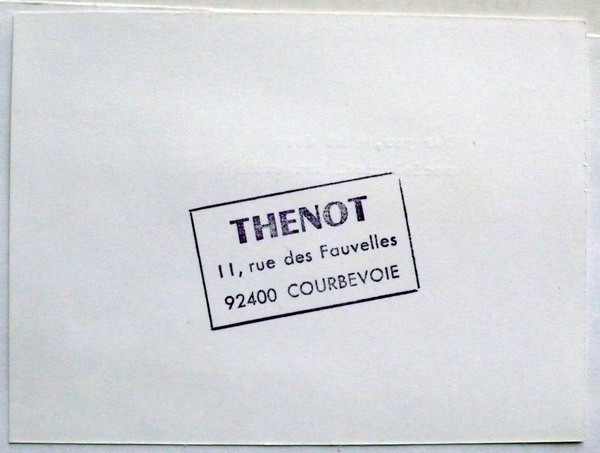 THENOT
11, rue des Fauvelles
92400 COURBEVOIE